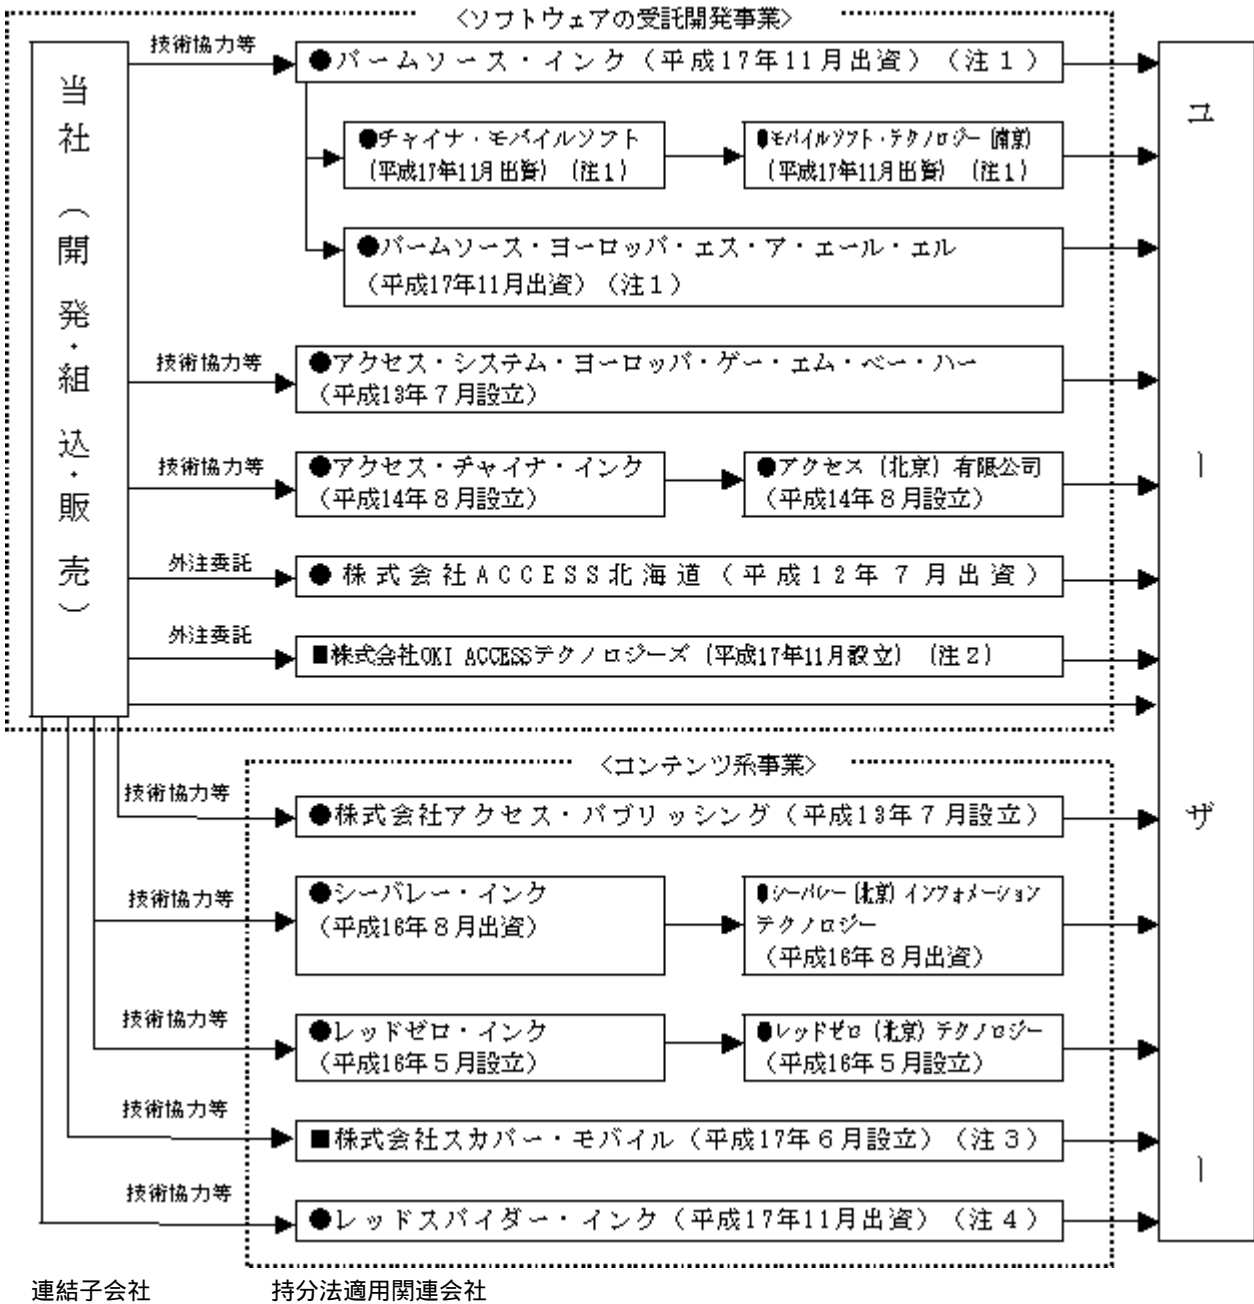 〈ソフトウェアの受託開発事業〉
当社（開発・組込・販売）
技術協力等
●パームソース・インク（平成17年11月出資）（注１）
●チャイナ・モバイルソフト
（平成17年11月出資）（注１）
●モバイルソフト・テクノロジー（南京）
（平成17年11月出資）（注１）
●パームソース・ヨーロッパ・エス・ア・エール・エル
（平成17年11月出資）（注１）
技術協力等
●アクセス・システム・ヨーロッパ・ゲー・エム・ベー・ハー
（平成13年７月設立）
技術協力等
●アクセス・チャイナ・インク
（平成14年８月設立）
●アクセス（北京）有限公司
（平成14年８月設立）
外注委託
●株式会社ＡＣＣＥＳＳ北海道（平成１２年７月出資）
外注委託
■株式会社OKI ACCESSテクノロジーズ（平成17年11月設立）（注２）
ユーザー
〈コンテンツ系事業〉
技術協力等
●株式会社アクセス・パブリッシング（平成13年７月設立）
技術協力等
●シーバレー・インク
（平成16年８月出資）
●シーバレー（北京）インフォメーション
テクノロジー
（平成16年８月出資）
技術協力等
●レッドゼロ・インク
（平成16年５月設立）
●レッドゼロ（北京）テクノロジー
（平成16年５月設立）
技術協力等
■株式会社スカパー・モバイル（平成17年６月設立）（注３）
技術協力等
●レッドスパイダー・インク（平成17年11月出資）（注４）
連結子会社
持分法適用関連会社